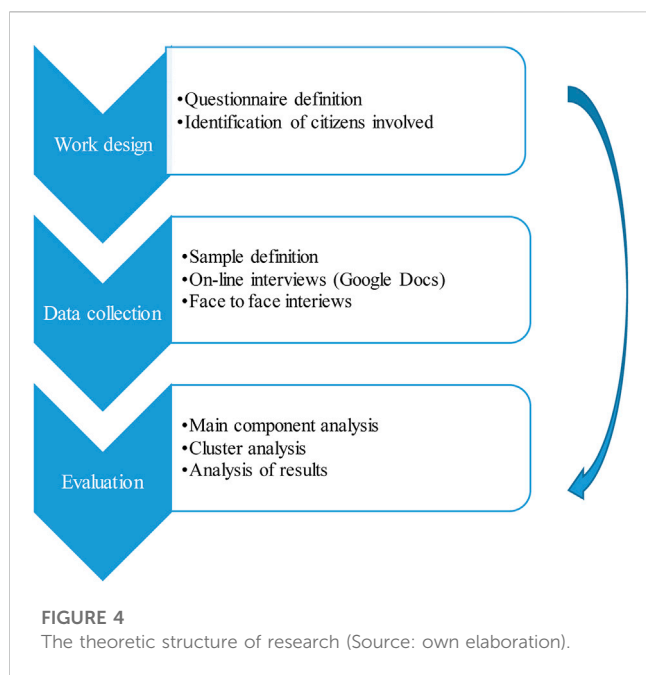 Work design
•Questionnaire definition
•Identification of citizens involved
Data collection
•Sample definition
•On-line interviews (Google Docs)
•Face to face interiews
Evaluation
•Main component analysis
•Cluster analysis
•Analysis of results
FIGURE 4
The theoretic structure of research (Source: own elaboration).